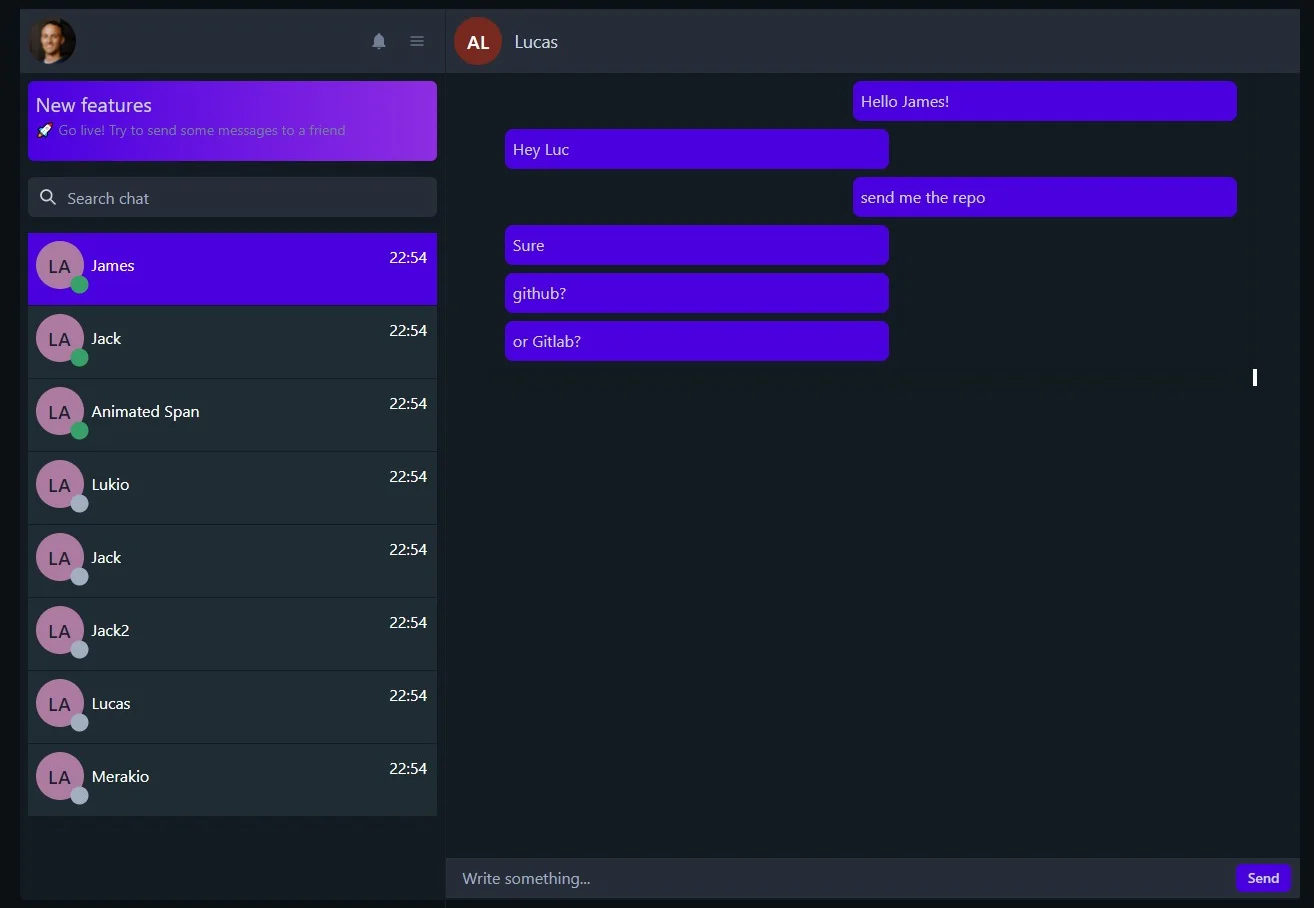 New features
🚀 Go live! Try to send some messages to a friend
Search chat
LA James 22:54
LA Jack 22:54
LA Animated Span 22:54
LA Lukio 22:54
LA Jack 22:54
LA Jack2 22:54
LA Lucas 22:54
LA Merakio 22:54
AL Lucas
Hello James!
Hey Luc
send me the repo
Sure
github?
or Gitlab?
Write something... Send